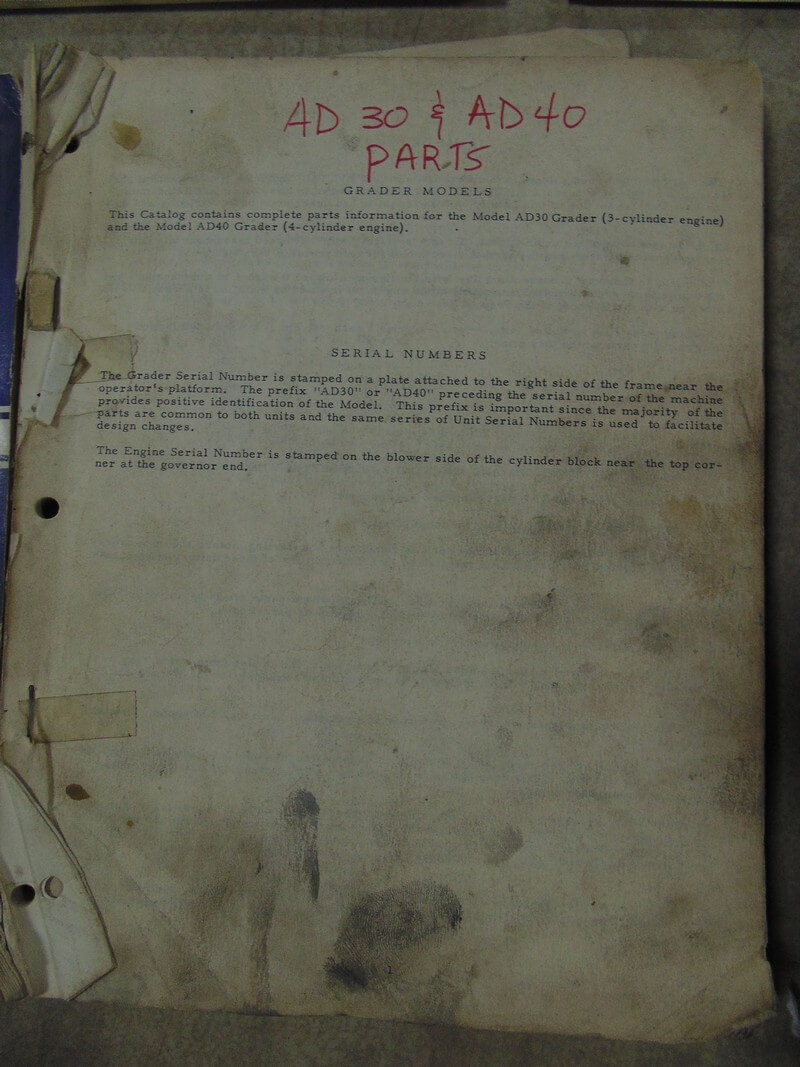 AD 30 & AD 40
PARTS
GRADER MODELS
This Catalog contains complete parts information for the Model AD30 Grader (3-cylinder engine)
and the Model AD40 Grader (4-cylinder engine).
SERIAL NUMBERS
The Grader Serial Number is stamped on a plate attached to the right side of the frame near the
operator's platform. The prefix "AD30" or "AD40" preceding the serial number of the machine
provides positive identification of the Model. This prefix is important since the majority of the
parts are common to both units and the same series of Unit Serial Numbers is used to facilitate
design changes.
The Engine Serial Number is stamped on the blower side of the cylinder block near the top cor-
ner at the governor end.
1